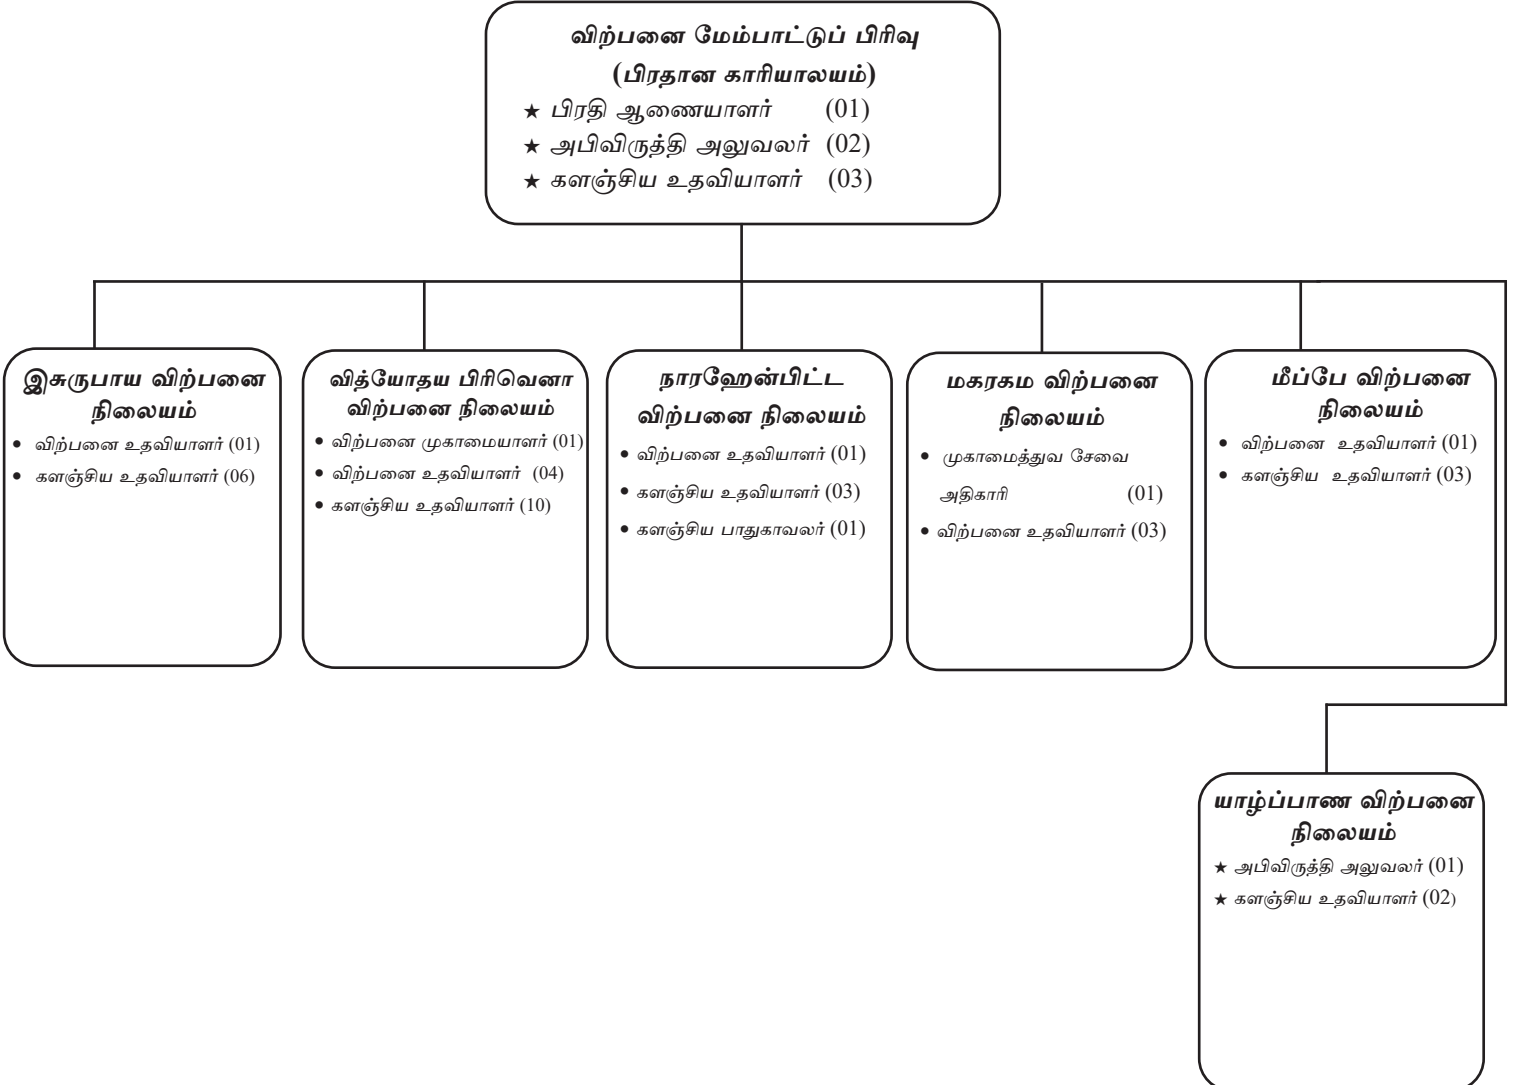 விற்பனை மேம்பாட்டுப் பிரிவு
(பிரதான காரியாலயம்)
★ பிரதி ஆணையாளர் (01)
★ அபிவிருத்தி அலுவலர் (02)
★ களஞ்சிய உதவியாளர் (03)
இசுருபாய விற்பனை
நிலையம்
• விற்பனை உதவியாளர் (01)
• களஞ்சிய உதவியாளர் (06)
வித்யோதய பிரிவெனா
விற்பனை நிலையம்
• விற்பனை முகாமையாளர் (01)
• விற்பனை உதவியாளர் (04)
• களஞ்சிய உதவியாளர் (10)
நாரஹேன்பிட்ட
விற்பனை நிலையம்
• விற்பனை உதவியாளர் (01)
• களஞ்சிய உதவியாளர் (03)
• களஞ்சிய பாதுகாவலர் (01)
மகரகம விற்பனை
நிலையம்
• முகாமைத்துவ சேவை
அதிகாரி (01)
• விற்பனை உதவியாளர் (03)
மீப்பே விற்பனை
நிலையம்
• விற்பனை உதவியாளர் (01)
• களஞ்சிய உதவியாளர் (03)
யாழ்ப்பாண விற்பனை
நிலையம்
★ அபிவிருத்தி அலுவலர் (01)
★ களஞ்சிய உதவியாளர் (02)